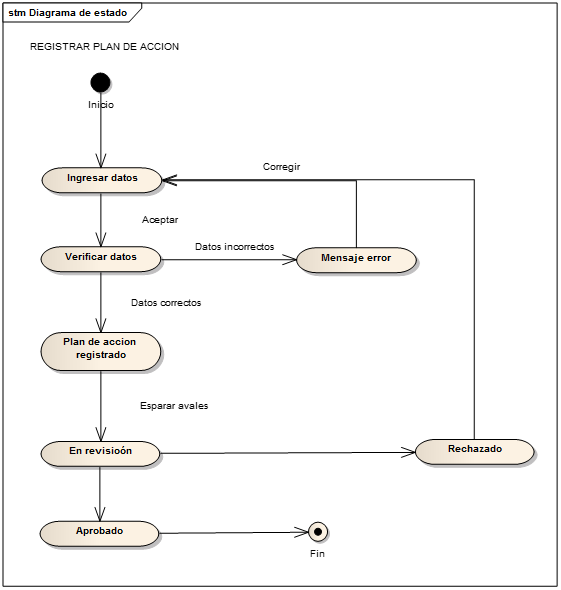 stm Diagrama de estado
REGISTRAR PLAN DE ACCION
Inicio
Corregir
Ingresar datos
Aceptar
Datos incorrectos
Verificar datos
Mensaje error
Datos correctos
Plan de accion
registrado
Esparar avales
En revisioón
Rechazado
Aprobado
Fin